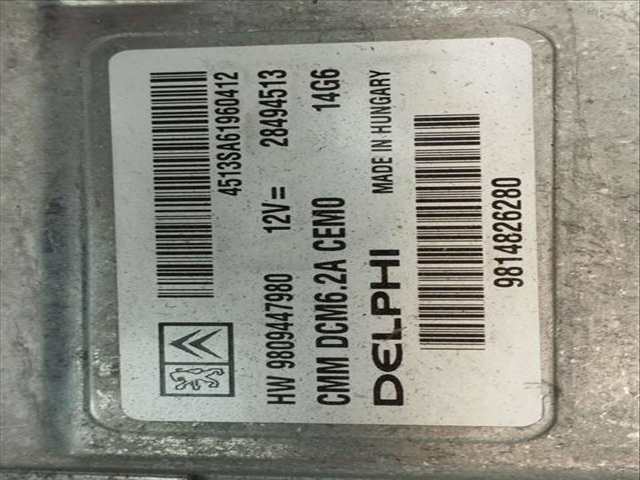 4513SA61960412
HW 9809447980 12V= 28494513
CMM DCM6.2A CEM0 14G6
DELPHI MADE IN HUNGARY
9814826280